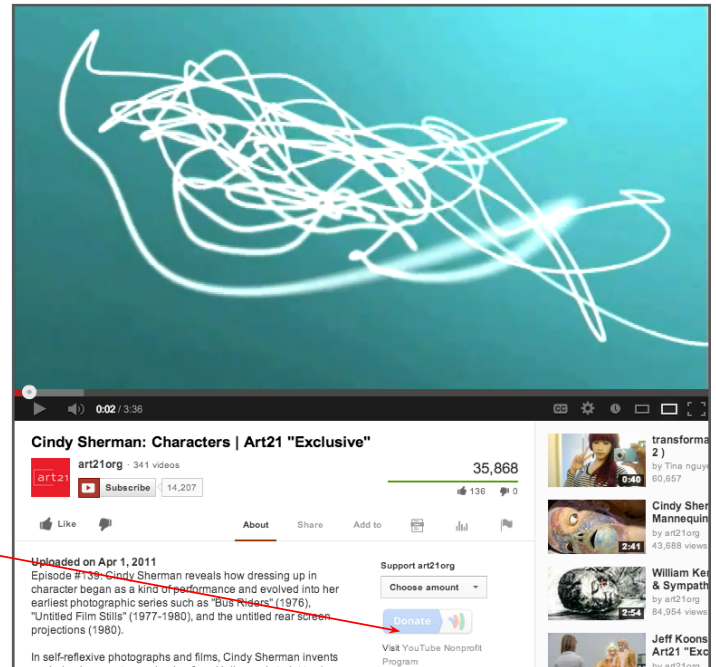 0:02 / 3:36
Cindy Sherman: Characters | Art21 "Exclusive"
art21
art21org · 341 videos
Subscribe 14,207
35,868
136 0
Like
About Share Add to
Uploaded on Apr 1, 2011
Episode #139: Cindy Sherman reveals how dressing up in
character began as a kind of performance and evolved into her
earliest photographic series such as "Bus Riders" (1976),
"Untitled Film Stills" (1977-1980), and the untitled rear screen
projections (1980).
In self-reflexive photographs and films, Cindy Sherman invents
Support art21org
Choose amount
Donate
Visit YouTube Nonprofit
Program
0:40
transforma
2 )
by Tina nguy
60,657
2:41
Cindy Sher
Mannequin
by art21org
43,688 views
2:54
William Ke
& Sympath
by art21org
84,954 views
Jeff Koons
Art21 "Exc
by art21org